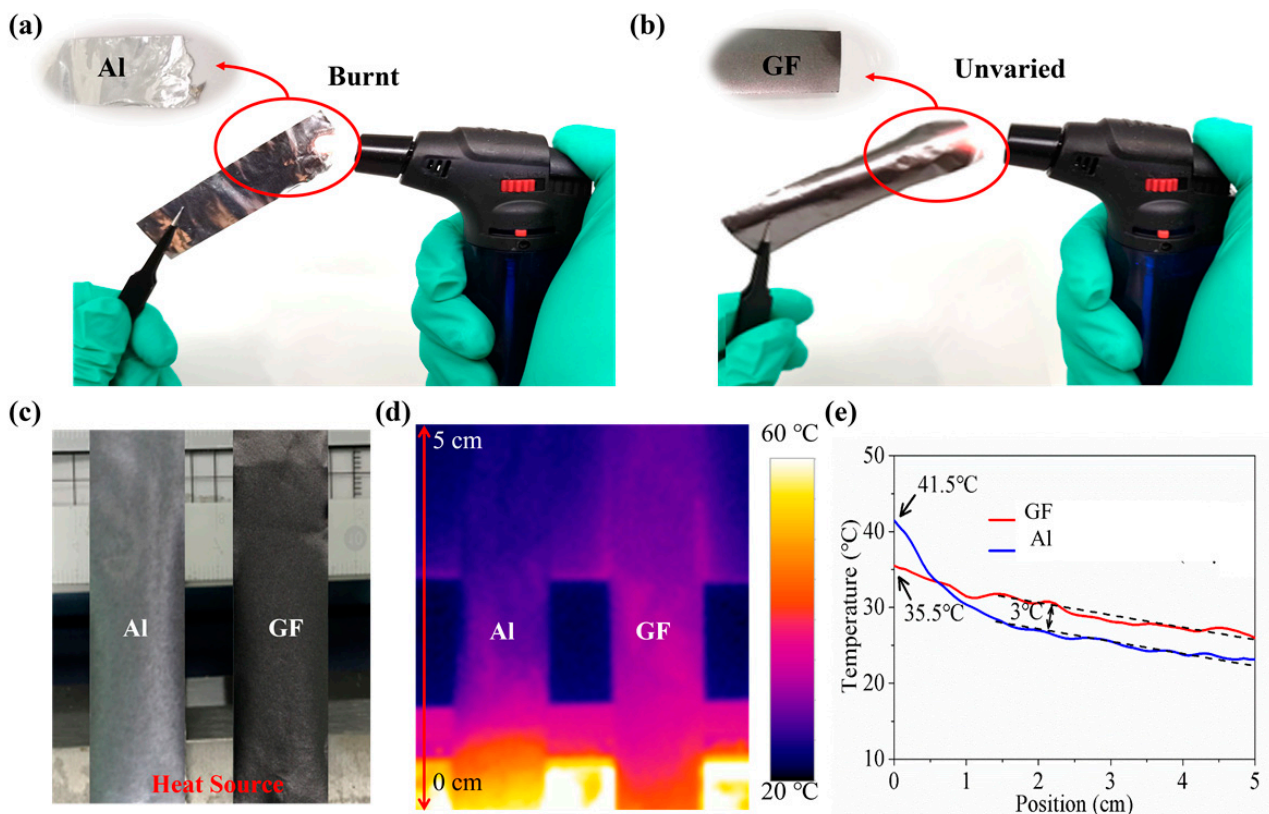 (a)
Al
Burnt
(b)
GF
Unvaried
(c)
Al
GF
Heat Source
(d)
5 cm
Al
GF
0 cm
60 ℃
20 ℃
(e)
Temperature (℃)
50
40
30
20
10
41.5℃
35.5℃
3℃
GF
Al
0
1
2
3
4
5
Position (cm)